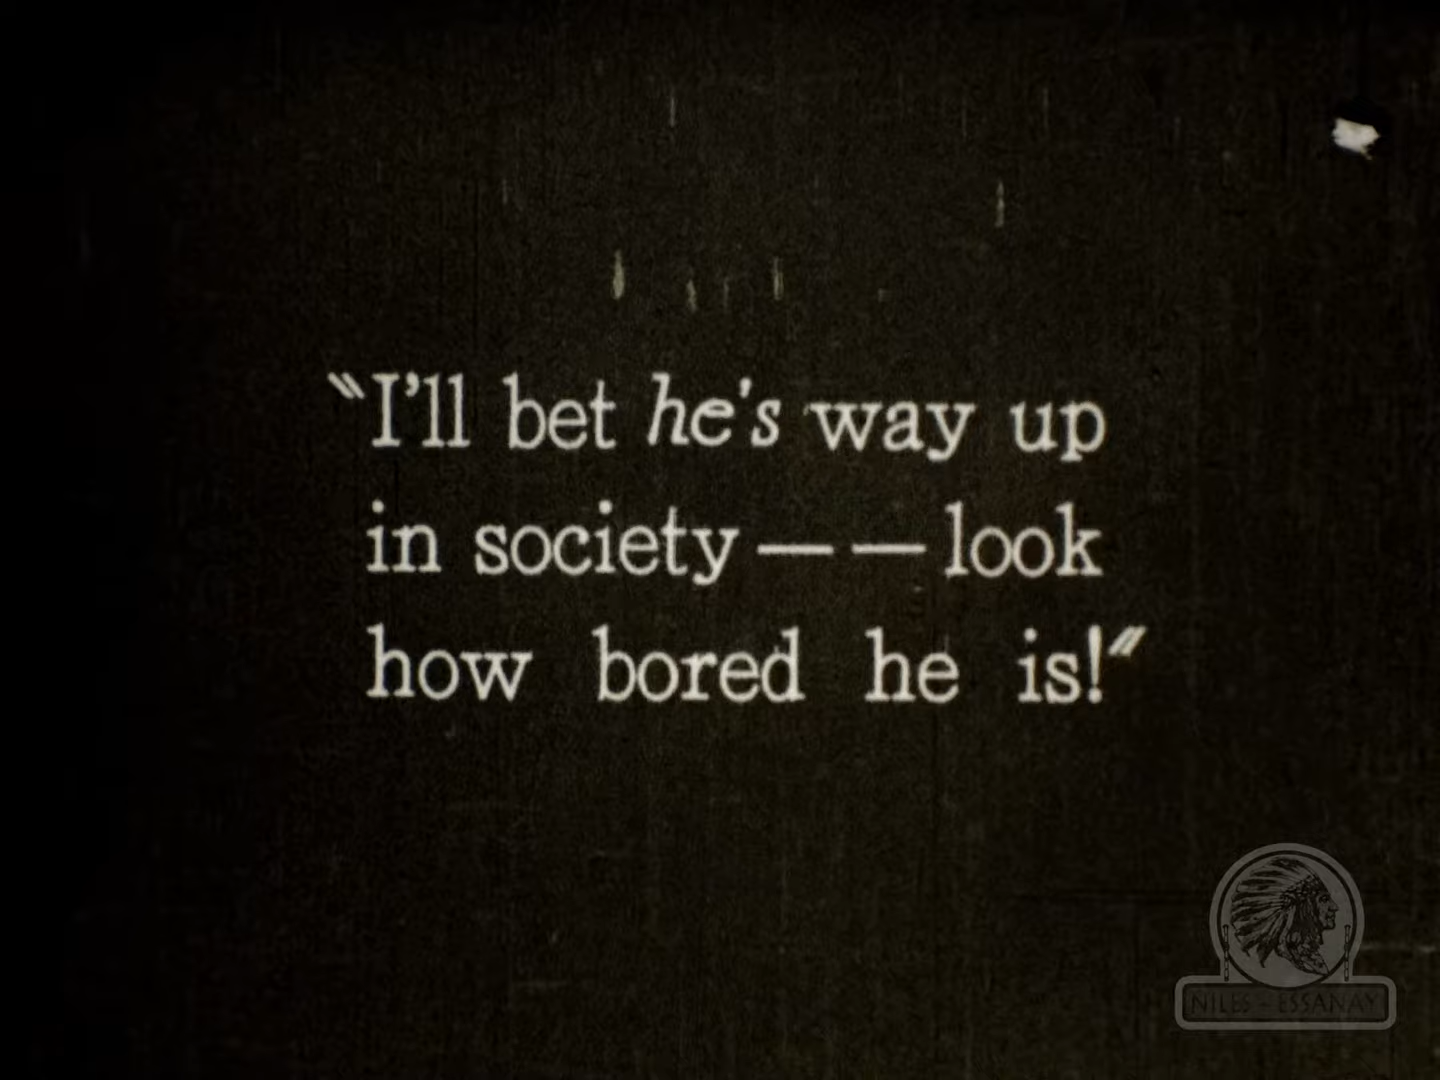 "I'll bet he's way up
in society — — look
how bored he is!"
NILES - ESSANAY